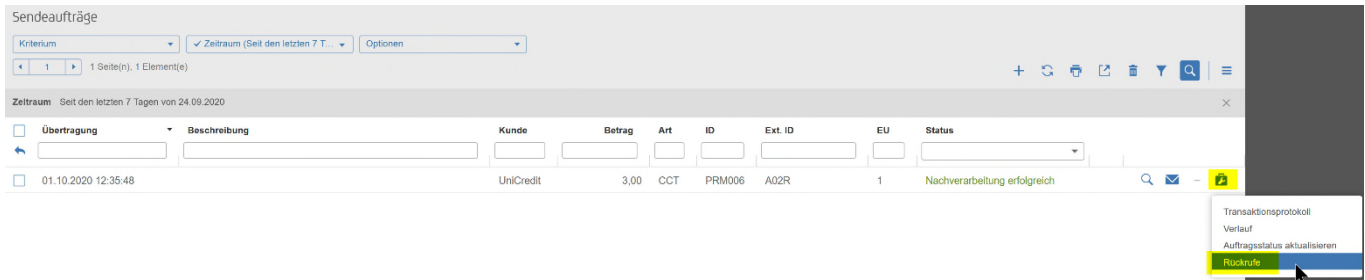 Sendeaufträge
Kriterium ✓ Zeitraum (Seit den letzten 7 T... Optionen
1 1 Seite(n), 1 Element(e)
Zeitraum Seit den letzten 7 Tagen von 24.09.2020
Übertragung Beschreibung Kunde Betrag Art ID Ext. ID EU Status
01.10.2020 12:35:48 UniCredit 3,00 CCT PRM006 A02R 1 Nachverarbeitung erfolgreich –
Transaktionsprotokoll
Verlauf
Auftragsstatus aktualisieren
Rückrufe